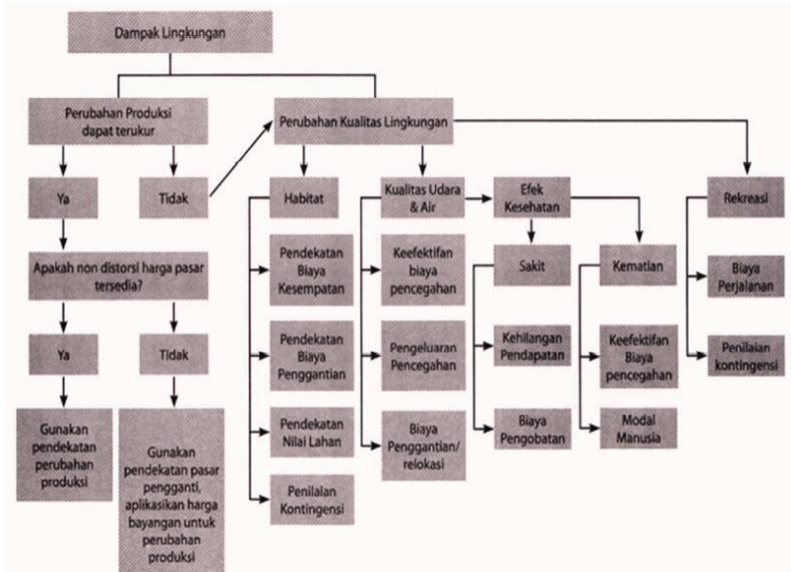 Dampak Lingkungan
Perubahan Produksi
dapat terukur
Perubahan Kualitas Lingkungan
Ya
Tidak
Habitat
Kualitas Udara
& Air
Efek
Kesehatan
Rekreasi
Apakah non distorsi harga pasar
tersedia?
Pendekatan
Biaya
Kesempatan
Keefektifan
biaya
pencegahan
Sakit
Kematian
Biaya
Perjalanan
Ya
Tidak
Pendekatan
Biaya
Penggantian
Pengeluaran
Pencegahan
Kehilangan
Pendapatan
Keefektifan
Biaya
pencegahan
Penilaian
kontingensi
Gunakan
pendekatan
perubahan
produksi
Gunakan
pendekatan pasar
pengganti,
aplikasikan harga
bayangan untuk
perubahan
produksi
Pendekatan
Nilai Lahan
Biaya
Penggantian/
relokasi
Biaya
Pengobatan
Modal
Manusia
Penilaian
Kontingensi